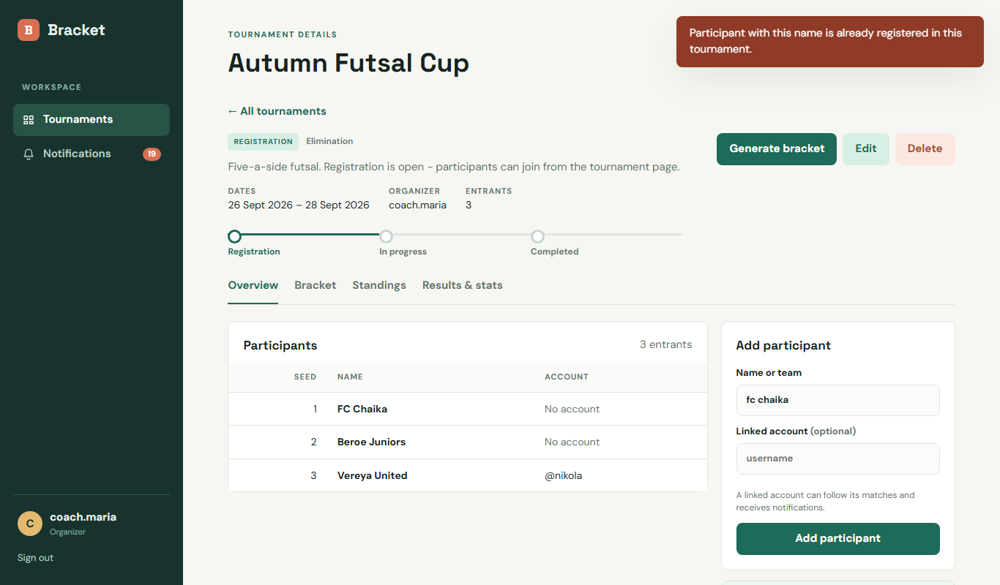 B Bracket
WORKSPACE
Tournaments
Notifications 19
C coach.maria
Organizer
Sign out
TOURNAMENT DETAILS
Autumn Futsal Cup
Participant with this name is already registered in this
tournament.
← All tournaments
REGISTRATION Elimination
Generate bracket Edit Delete
Five-a-side futsal. Registration is open - participants can join from the tournament page.
DATES ORGANIZER ENTRANTS
26 Sept 2026 – 28 Sept 2026 coach.maria 3
Registration In progress Completed
Overview Bracket Standings Results & stats
Participants 3 entrants
SEED NAME ACCOUNT
1 FC Chaika No account
2 Beroe Juniors No account
3 Vereya United @nikola
Add participant
Name or team
fc chaika
Linked account (optional)
username
A linked account can follow its matches and
receives notifications.
Add participant